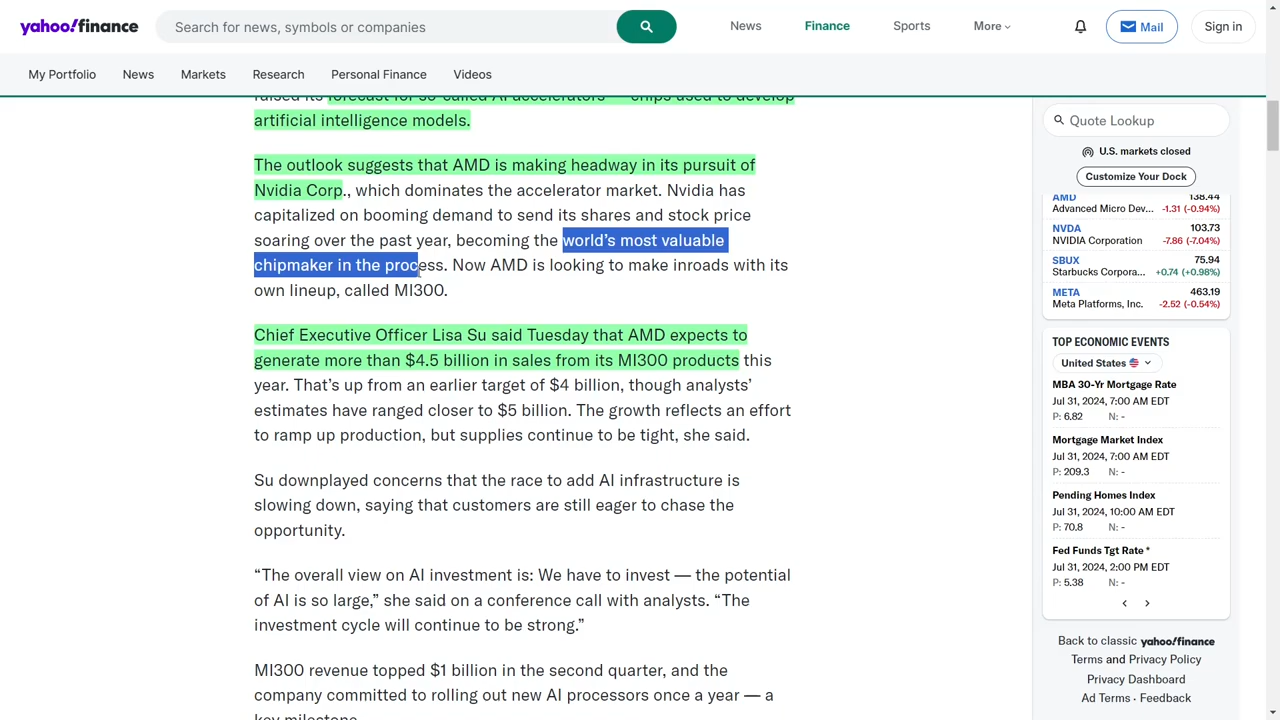 yahoo!finance
Search for news, symbols or companies
News
Finance
Sports
More
Mail
Sign in
My Portfolio
News
Markets
Research
Personal Finance
Videos
raised its forecast for so-called AI accelerators — chips used to develop
artificial intelligence models.
The outlook suggests that AMD is making headway in its pursuit of
Nvidia Corp., which dominates the accelerator market. Nvidia has
capitalized on booming demand to send its shares and stock price
soaring over the past year, becoming the world’s most valuable
chipmaker in the process. Now AMD is looking to make inroads with its
own lineup, called MI300.
Chief Executive Officer Lisa Su said Tuesday that AMD expects to
generate more than $4.5 billion in sales from its MI300 products this
year. That’s up from an earlier target of $4 billion, though analysts’
estimates have ranged closer to $5 billion. The growth reflects an effort
to ramp up production, but supplies continue to be tight, she said.
Su downplayed concerns that the race to add AI infrastructure is
slowing down, saying that customers are still eager to chase the
opportunity.
“The overall view on AI investment is: We have to invest — the potential
of AI is so large,” she said on a conference call with analysts. “The
investment cycle will continue to be strong.”
MI300 revenue topped $1 billion in the second quarter, and the
company committed to rolling out new AI processors once a year — a
key milestone.
Quote Lookup
U.S. markets closed
Customize Your Dock
AMD 138.44
Advanced Micro Dev... -1.31 (-0.94%)
NVDA 103.73
NVIDIA Corporation -7.86 (-7.04%)
SBUX 75.94
Starbucks Corpora... +0.74 (+0.98%)
META 463.19
Meta Platforms, Inc. -2.52 (-0.54%)
TOP ECONOMIC EVENTS
United States
MBA 30-Yr Mortgage Rate
Jul 31, 2024, 7:00 AM EDT
P: 6.82 N: -
Mortgage Market Index
Jul 31, 2024, 7:00 AM EDT
P: 209.3 N: -
Pending Homes Index
Jul 31, 2024, 10:00 AM EDT
P: 70.8 N: -
Fed Funds Tgt Rate *
Jul 31, 2024, 2:00 PM EDT
P: 5.38 N: -
Back to classic yahoo!finance
Terms and Privacy Policy
Privacy Dashboard
Ad Terms · Feedback